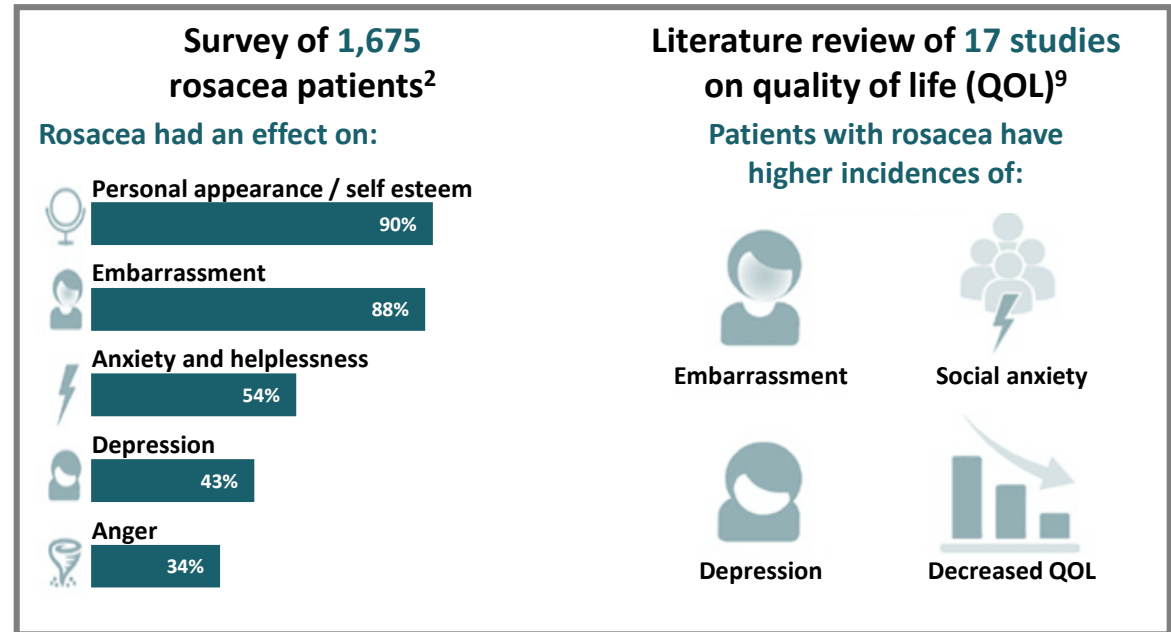 Survey of 1,675
rosacea patients²
Rosacea had an effect on:
Personal appearance / self esteem
90%
Embarrassment
88%
Anxiety and helplessness
54%
Depression
43%
Anger
34%
Literature review of 17 studies
on quality of life (QOL)⁹
Patients with rosacea have
higher incidences of:
Embarrassment
Social anxiety
Depression
Decreased QOL